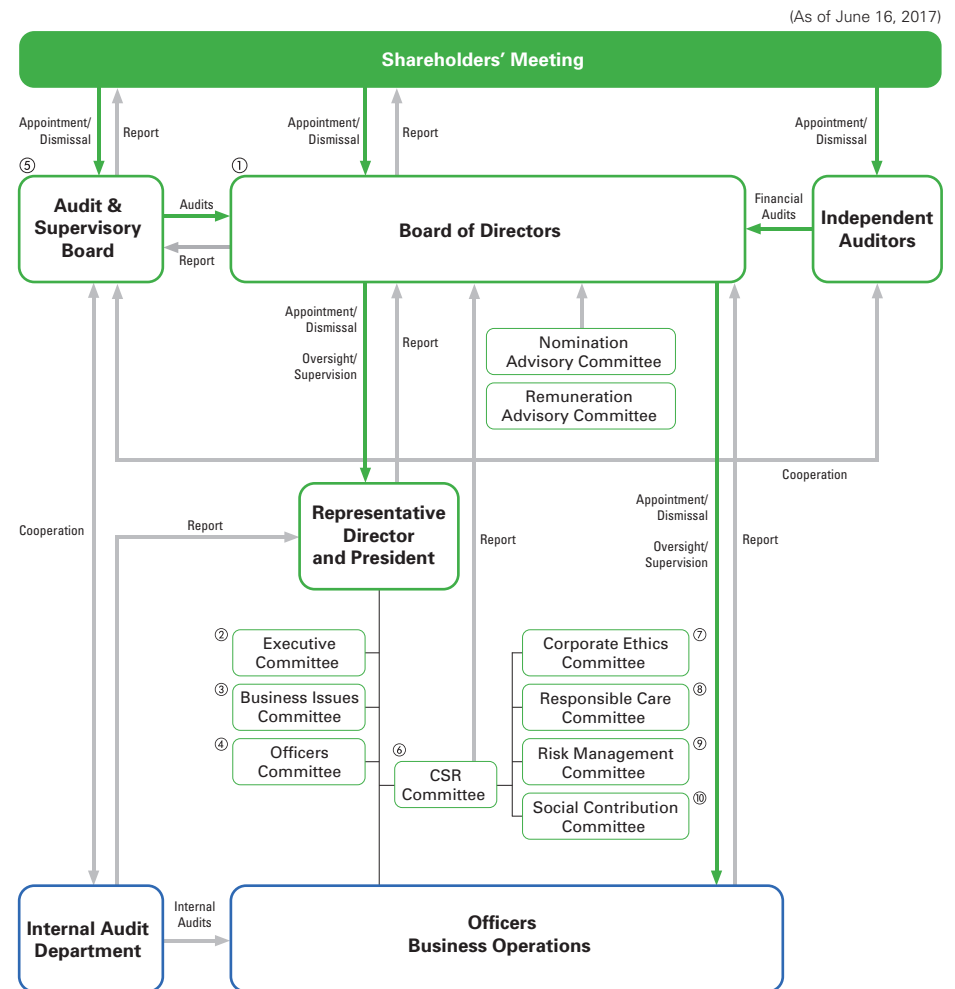 (As of June 16, 2017)
Shareholders’ Meeting
Appointment/
Dismissal
Report
Appointment/
Dismissal
Report
Appointment/
Dismissal
⑤
Audit &
Supervisory
Board
Audits
Report
①
Board of Directors
Financial
Audits
Independent
Auditors
Appointment/
Dismissal
Oversight/
Supervision
Report
Nomination
Advisory Committee
Remuneration
Advisory Committee
Cooperation
Cooperation
Report
Representative
Director
and President
Report
Appointment/
Dismissal
Oversight/
Supervision
Report
②
Executive
Committee
③
Business Issues
Committee
④
Officers
Committee
⑥
CSR
Committee
Corporate Ethics
Committee
⑦
Responsible Care
Committee
⑧
Risk Management
Committee
⑨
Social Contribution
Committee
⑩
Internal Audit
Department
Internal
Audits
Officers
Business Operations